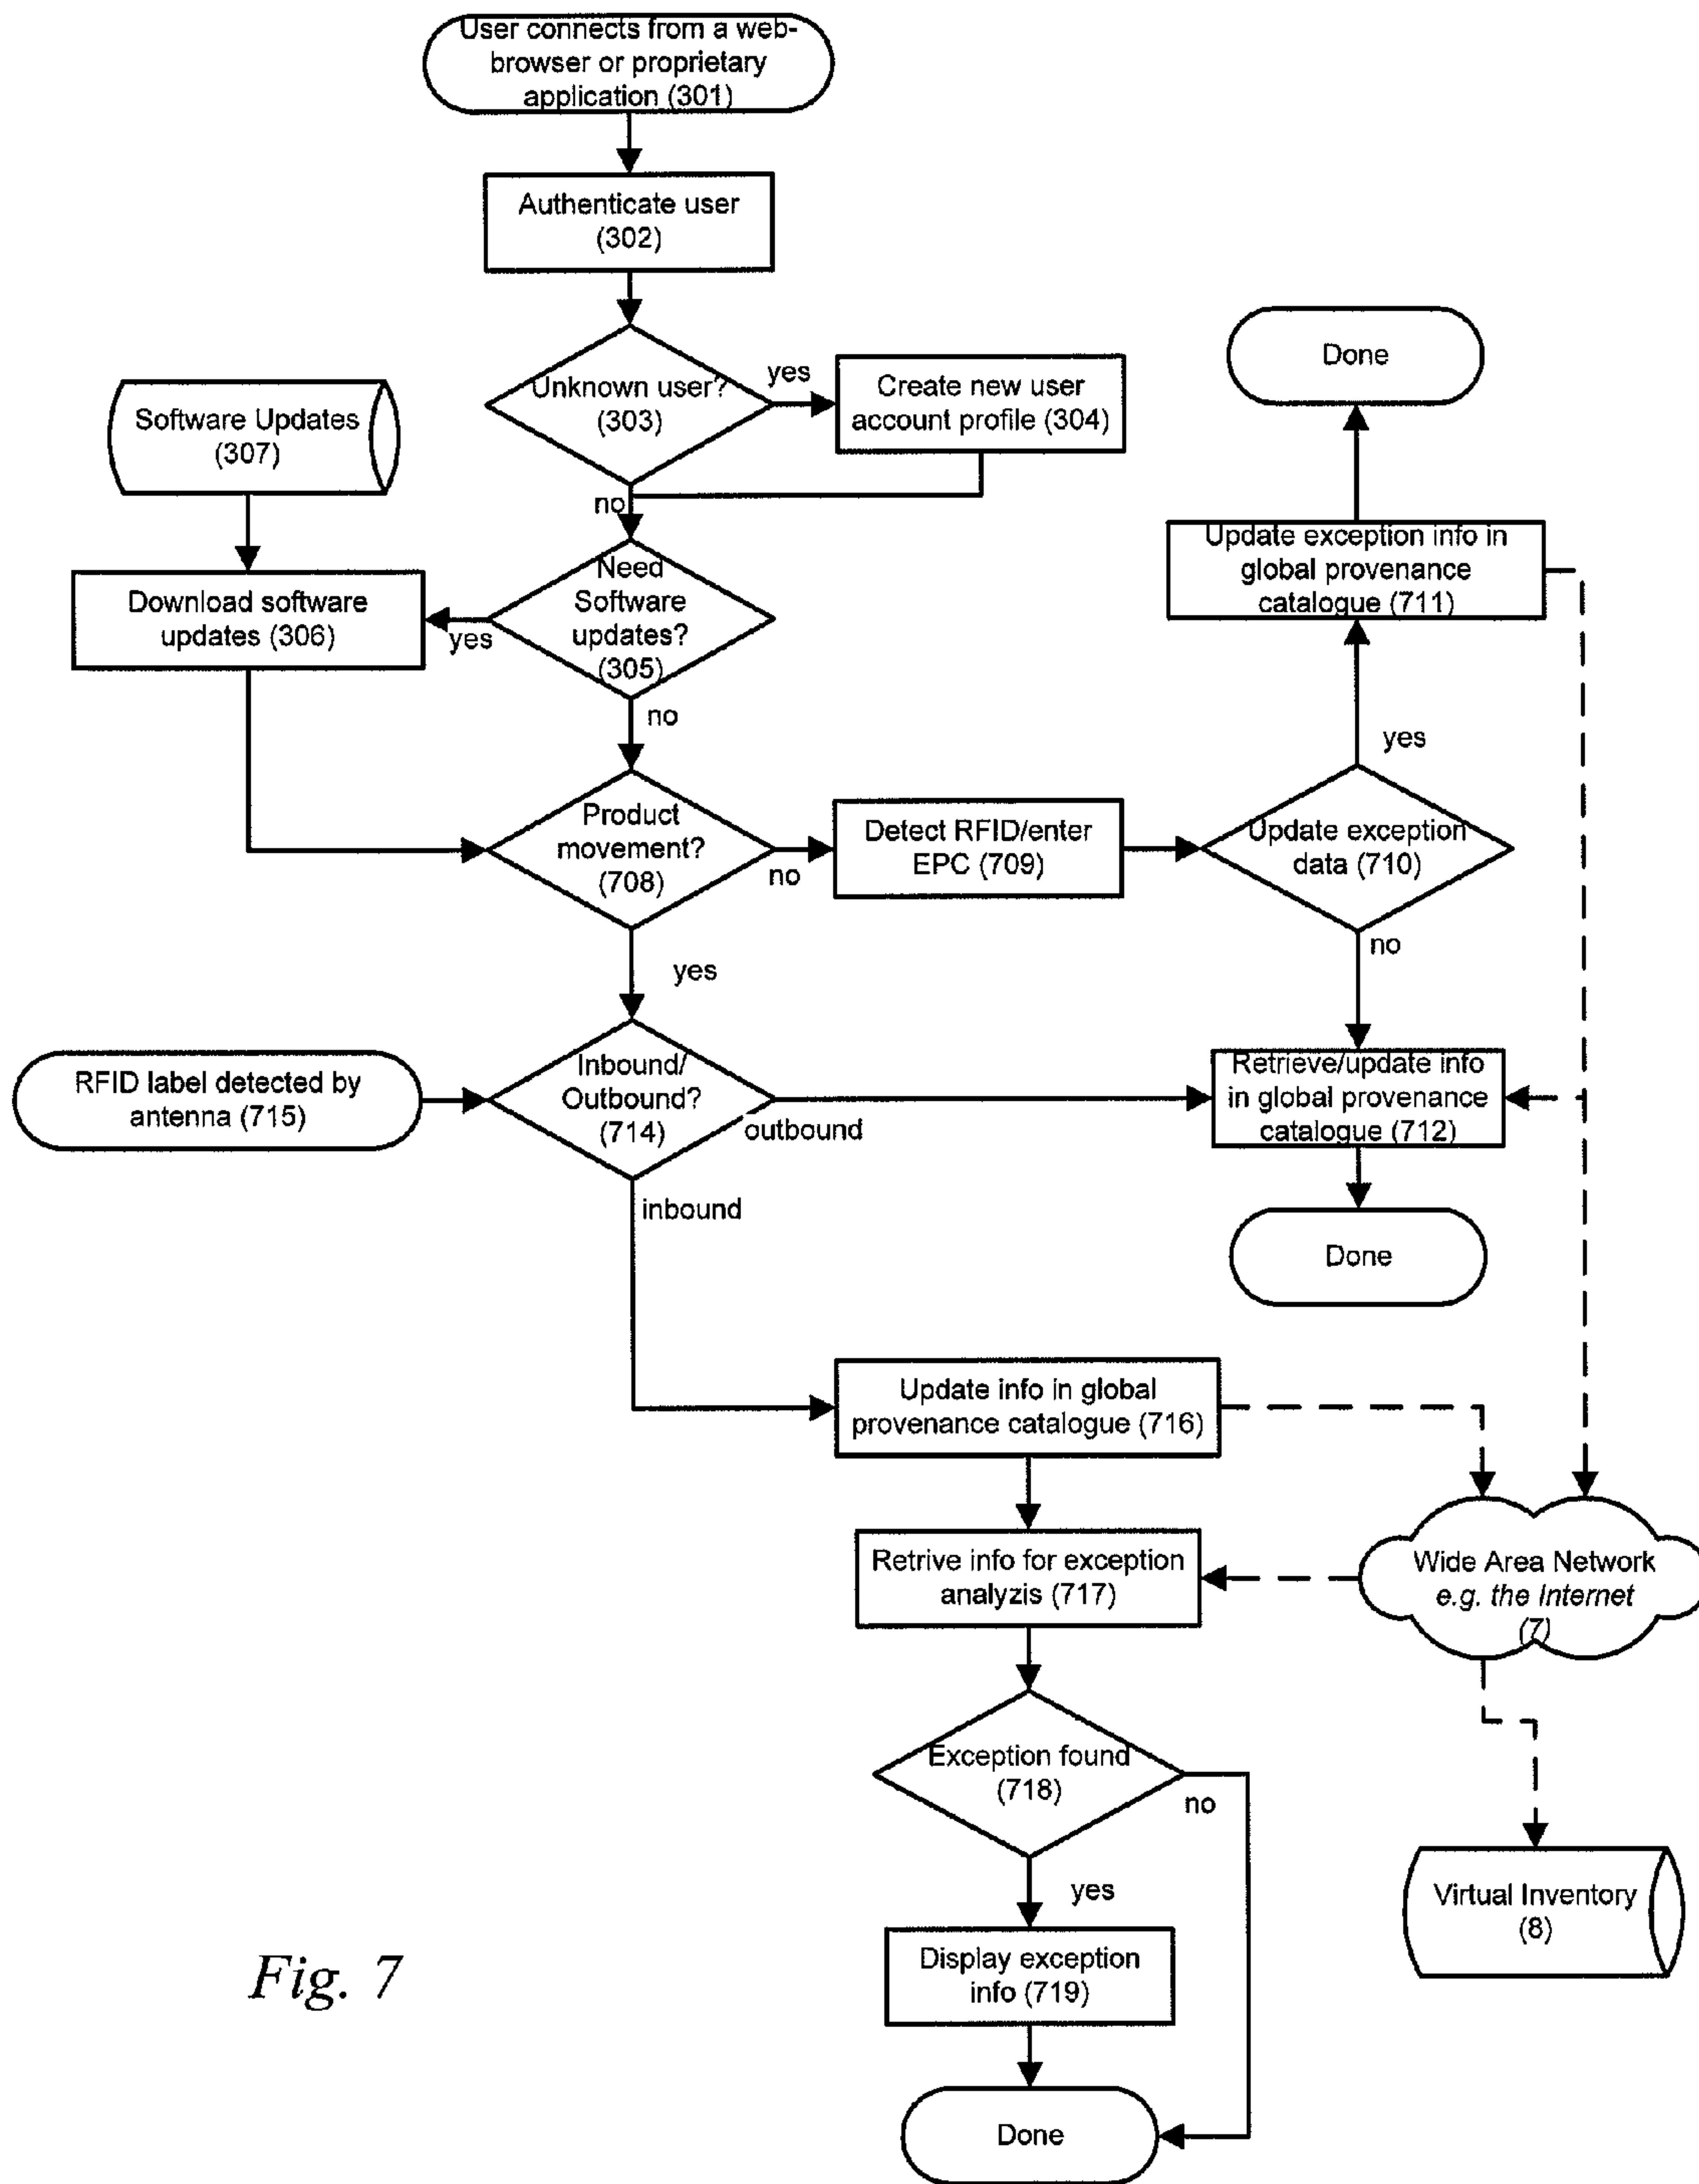 User connects from a web-
browser or proprietary
application (301)
Authenticate user
(302)
Unknown user?
(303)
yes
Create new user
account profile (304)
Done
Software Updates
(307)
no
Need
Software
updates?
(305)
Update exception info in
global provenance
catalogue (711)
Download software
updates (306)
yes
no
yes
Product
movement?
(708)
no
Detect RFID/enter
EPC (709)
Update exception
data (710)
no
yes
RFID label detected by
antenna (715)
Inbound/
Outbound?
(714)
outbound
Retrieve/update info
in global provenance
catalogue (712)
inbound
Done
Update info in global
provenance catalogue (716)
Retrive info for exception
analyzis (717)
Wide Area Network
e.g. the Internet
(7)
Exception found
(718)
no
yes
Virtual Inventory
(8)
Display exception
info (719)
Fig. 7
Done